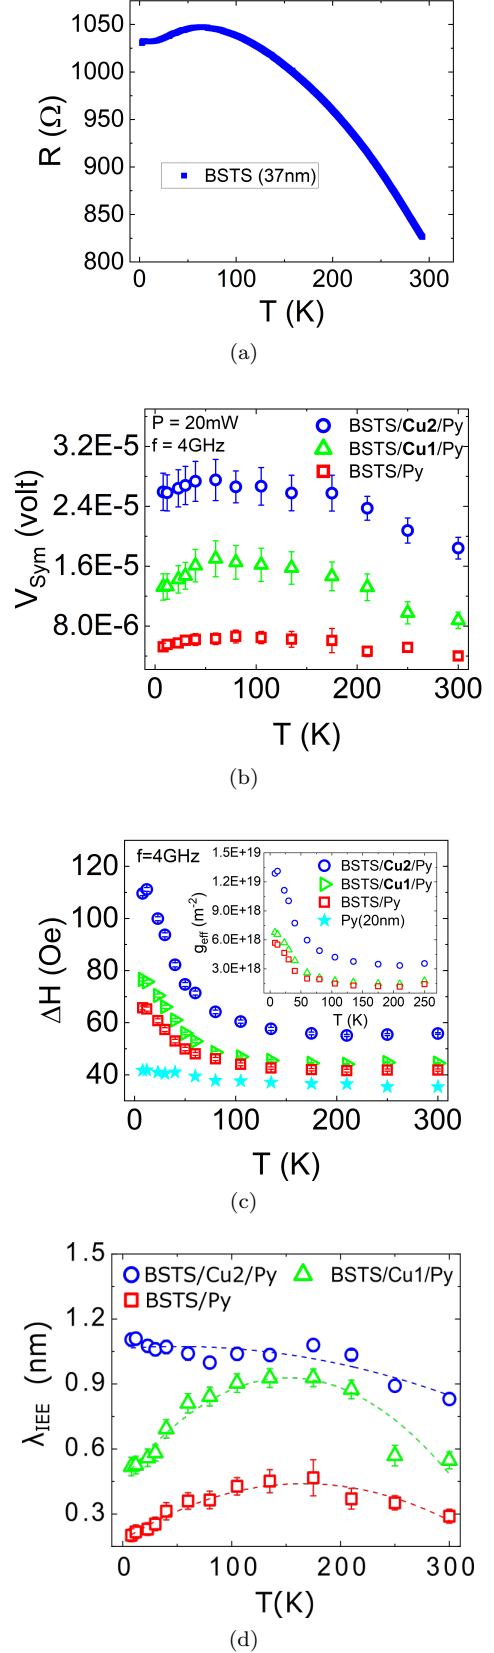 1050
1000
950
900
850
800
R (Ω)
BSTS (37nm)
0 100 200 300
T (K)
(a)
P = 20mW
f = 4GHz
BSTS/Cu2/Py
BSTS/Cu1/Py
BSTS/Py
3.2E-5
2.4E-5
1.6E-5
8.0E-6
V_Sym (volt)
0 100 200 300
T (K)
(b)
f=4GHz
120
100
80
60
40
ΔH (Oe)
1.5E+19
1.2E+19
9.0E+18
6.0E+18
3.0E+18
g_eff (m⁻²)
BSTS/Cu2/Py
BSTS/Cu1/Py
BSTS/Py
Py(20nm)
0 50 100 150 200 250
T (K)
0 100 200 300
T (K)
(c)
1.5
1.2
0.9
0.6
0.3
λ_IEE (nm)
BSTS/Cu2/Py BSTS/Cu1/Py
BSTS/Py
0 100 200 300
T(K)
(d)